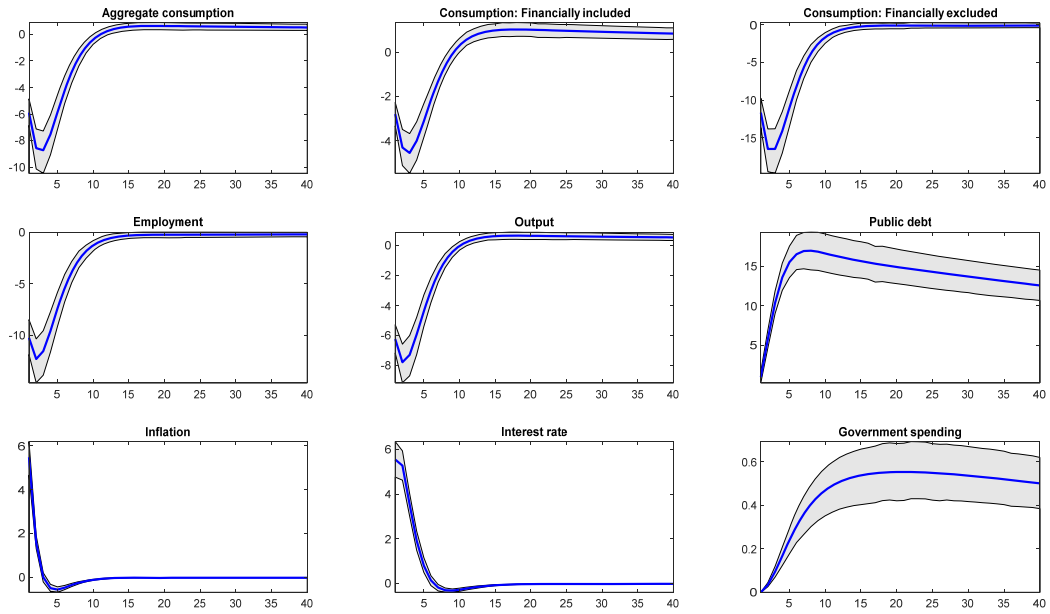 Aggregate consumption
0
-2
-4
-6
-8
-10
5 10 15 20 25 30 35 40
Consumption: Financially included
0
-2
-4
5 10 15 20 25 30 35 40
Consumption: Financially excluded
0
-5
-10
-15
5 10 15 20 25 30 35 40
Employment
0
-5
-10
5 10 15 20 25 30 35 40
Output
0
-2
-4
-6
-8
5 10 15 20 25 30 35 40
Public debt
15
10
5
5 10 15 20 25 30 35 40
Inflation
6
4
2
0
5 10 15 20 25 30 35 40
Interest rate
6
4
2
0
5 10 15 20 25 30 35 40
Government spending
0.6
0.4
0.2
0
5 10 15 20 25 30 35 40